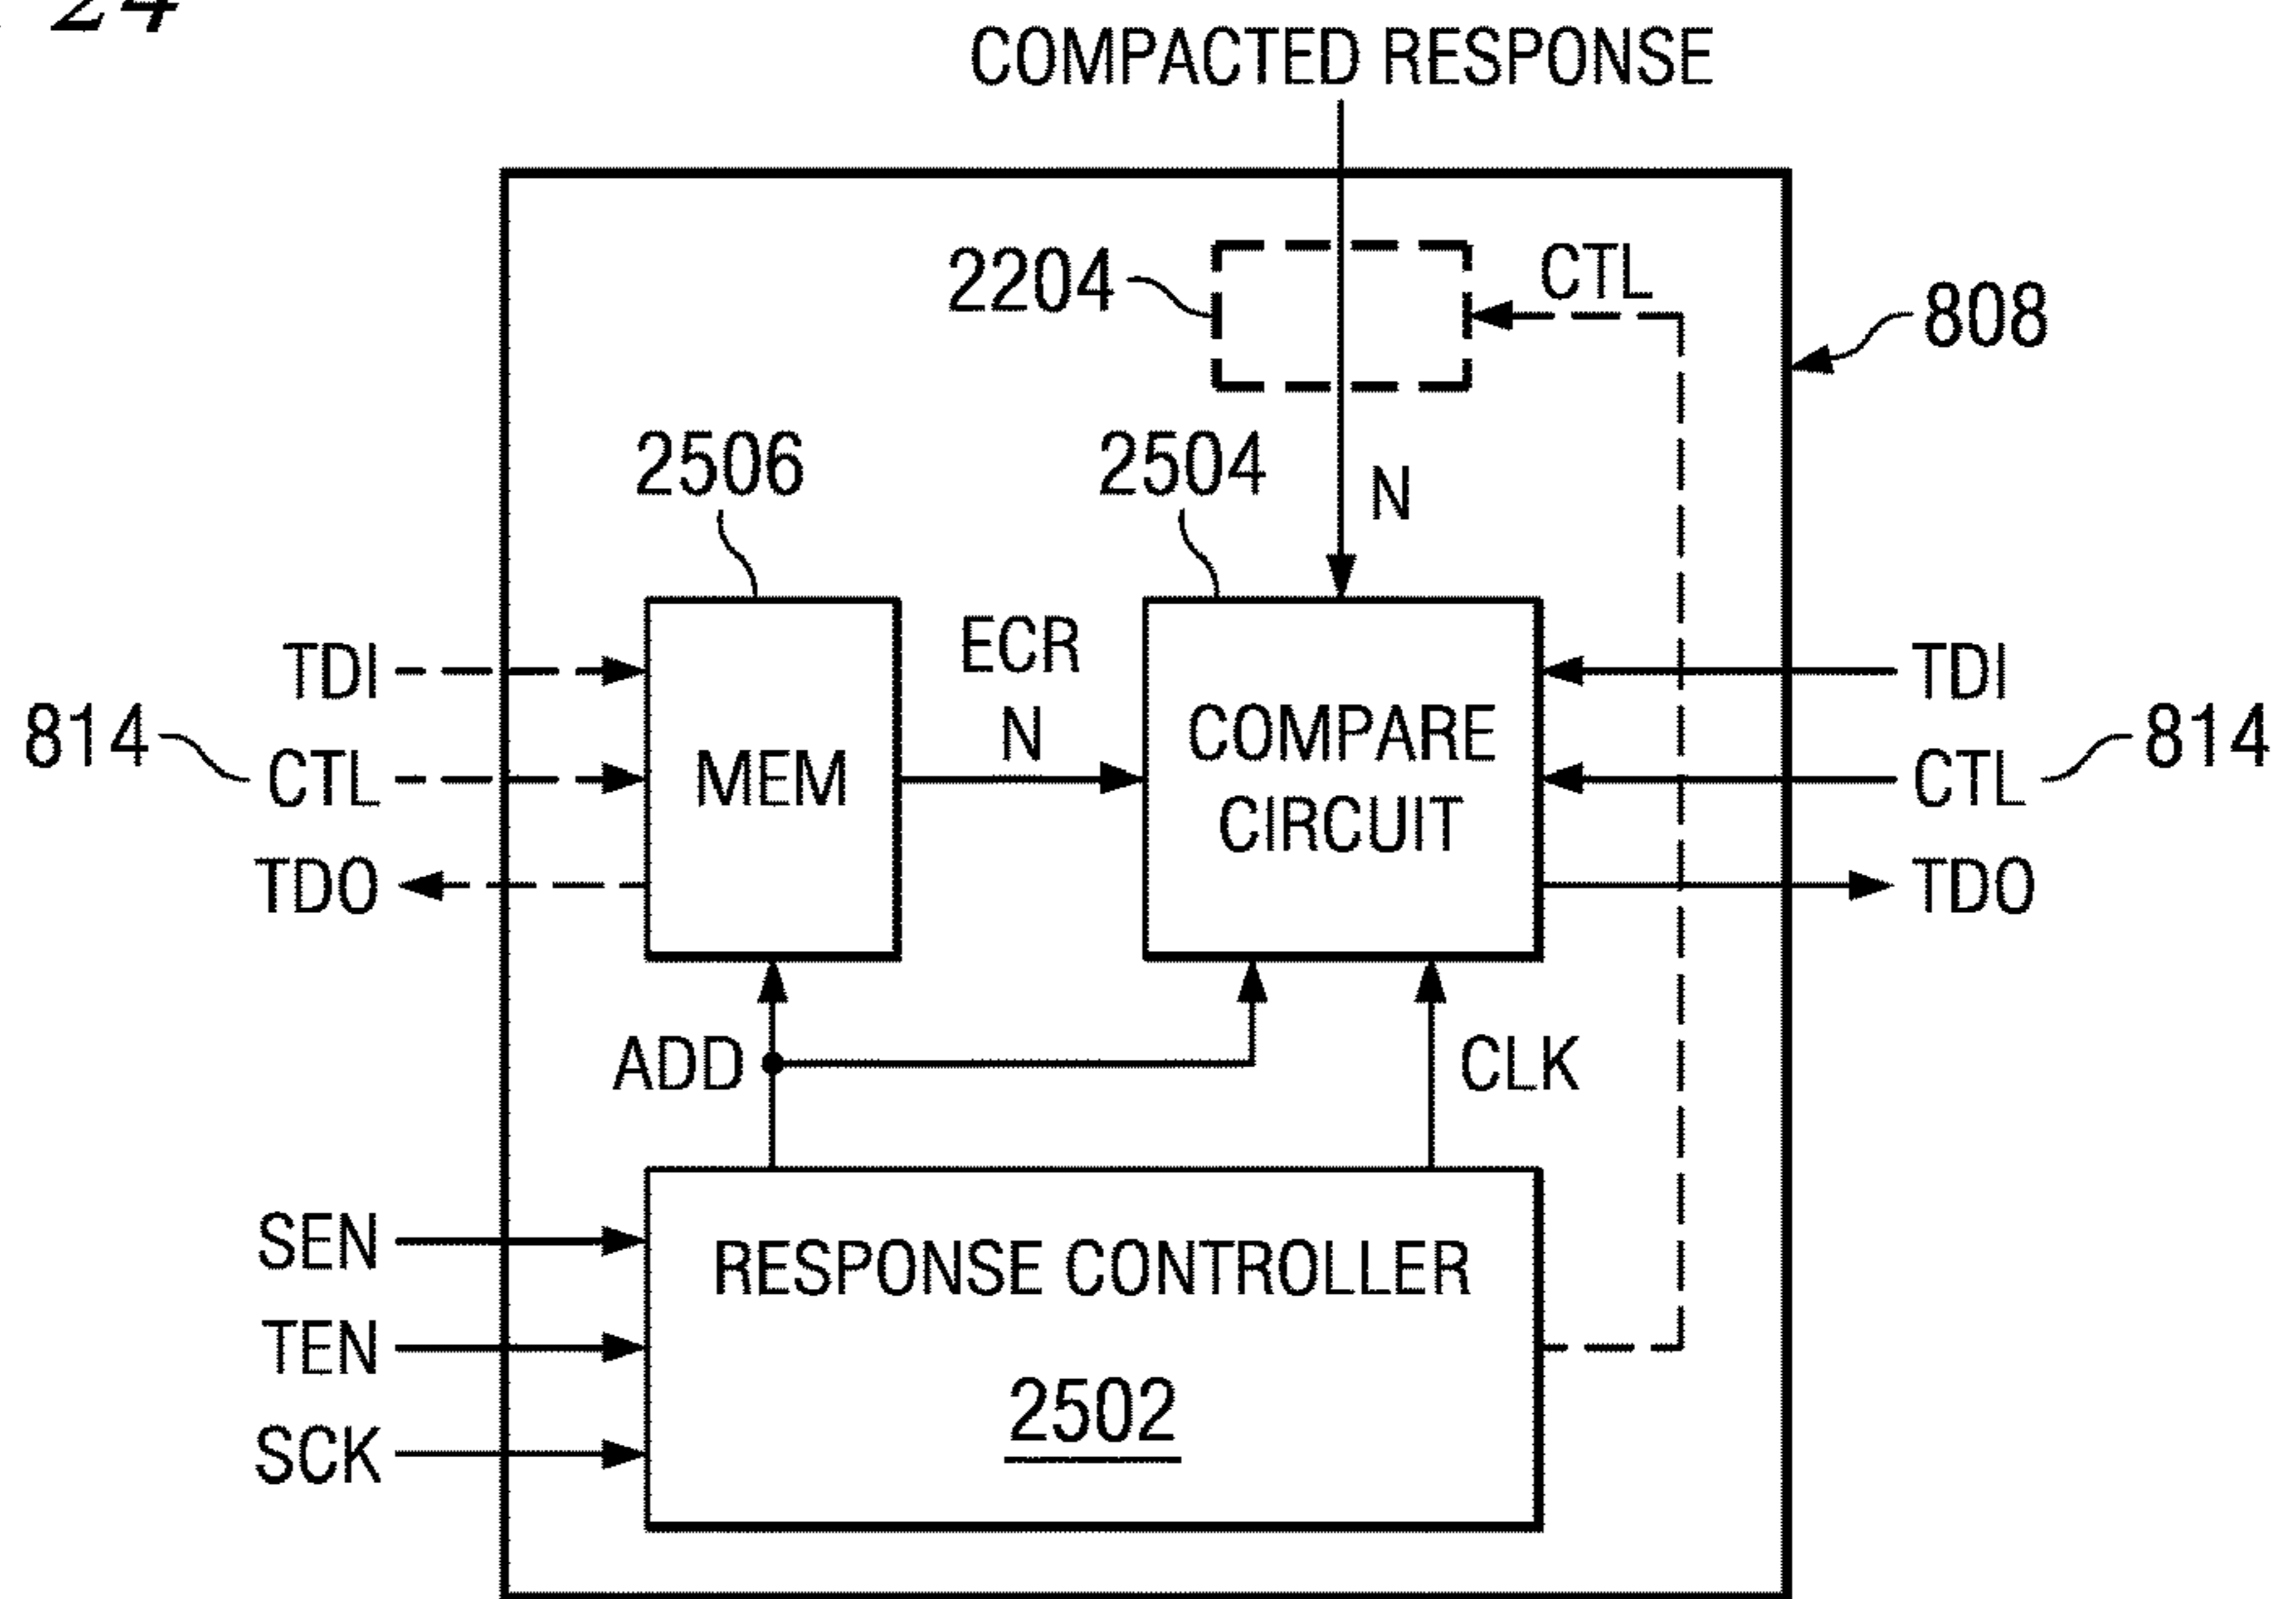 24
COMPACTED RESPONSE
2204
CTL
808
2506
2504
N
TDI
ECR
TDI
814
CTL
MEM
N
COMPARE
CIRCUIT
CTL
814
TDO
TDO
ADD
CLK
SEN
RESPONSE CONTROLLER
TEN
2502
SCK